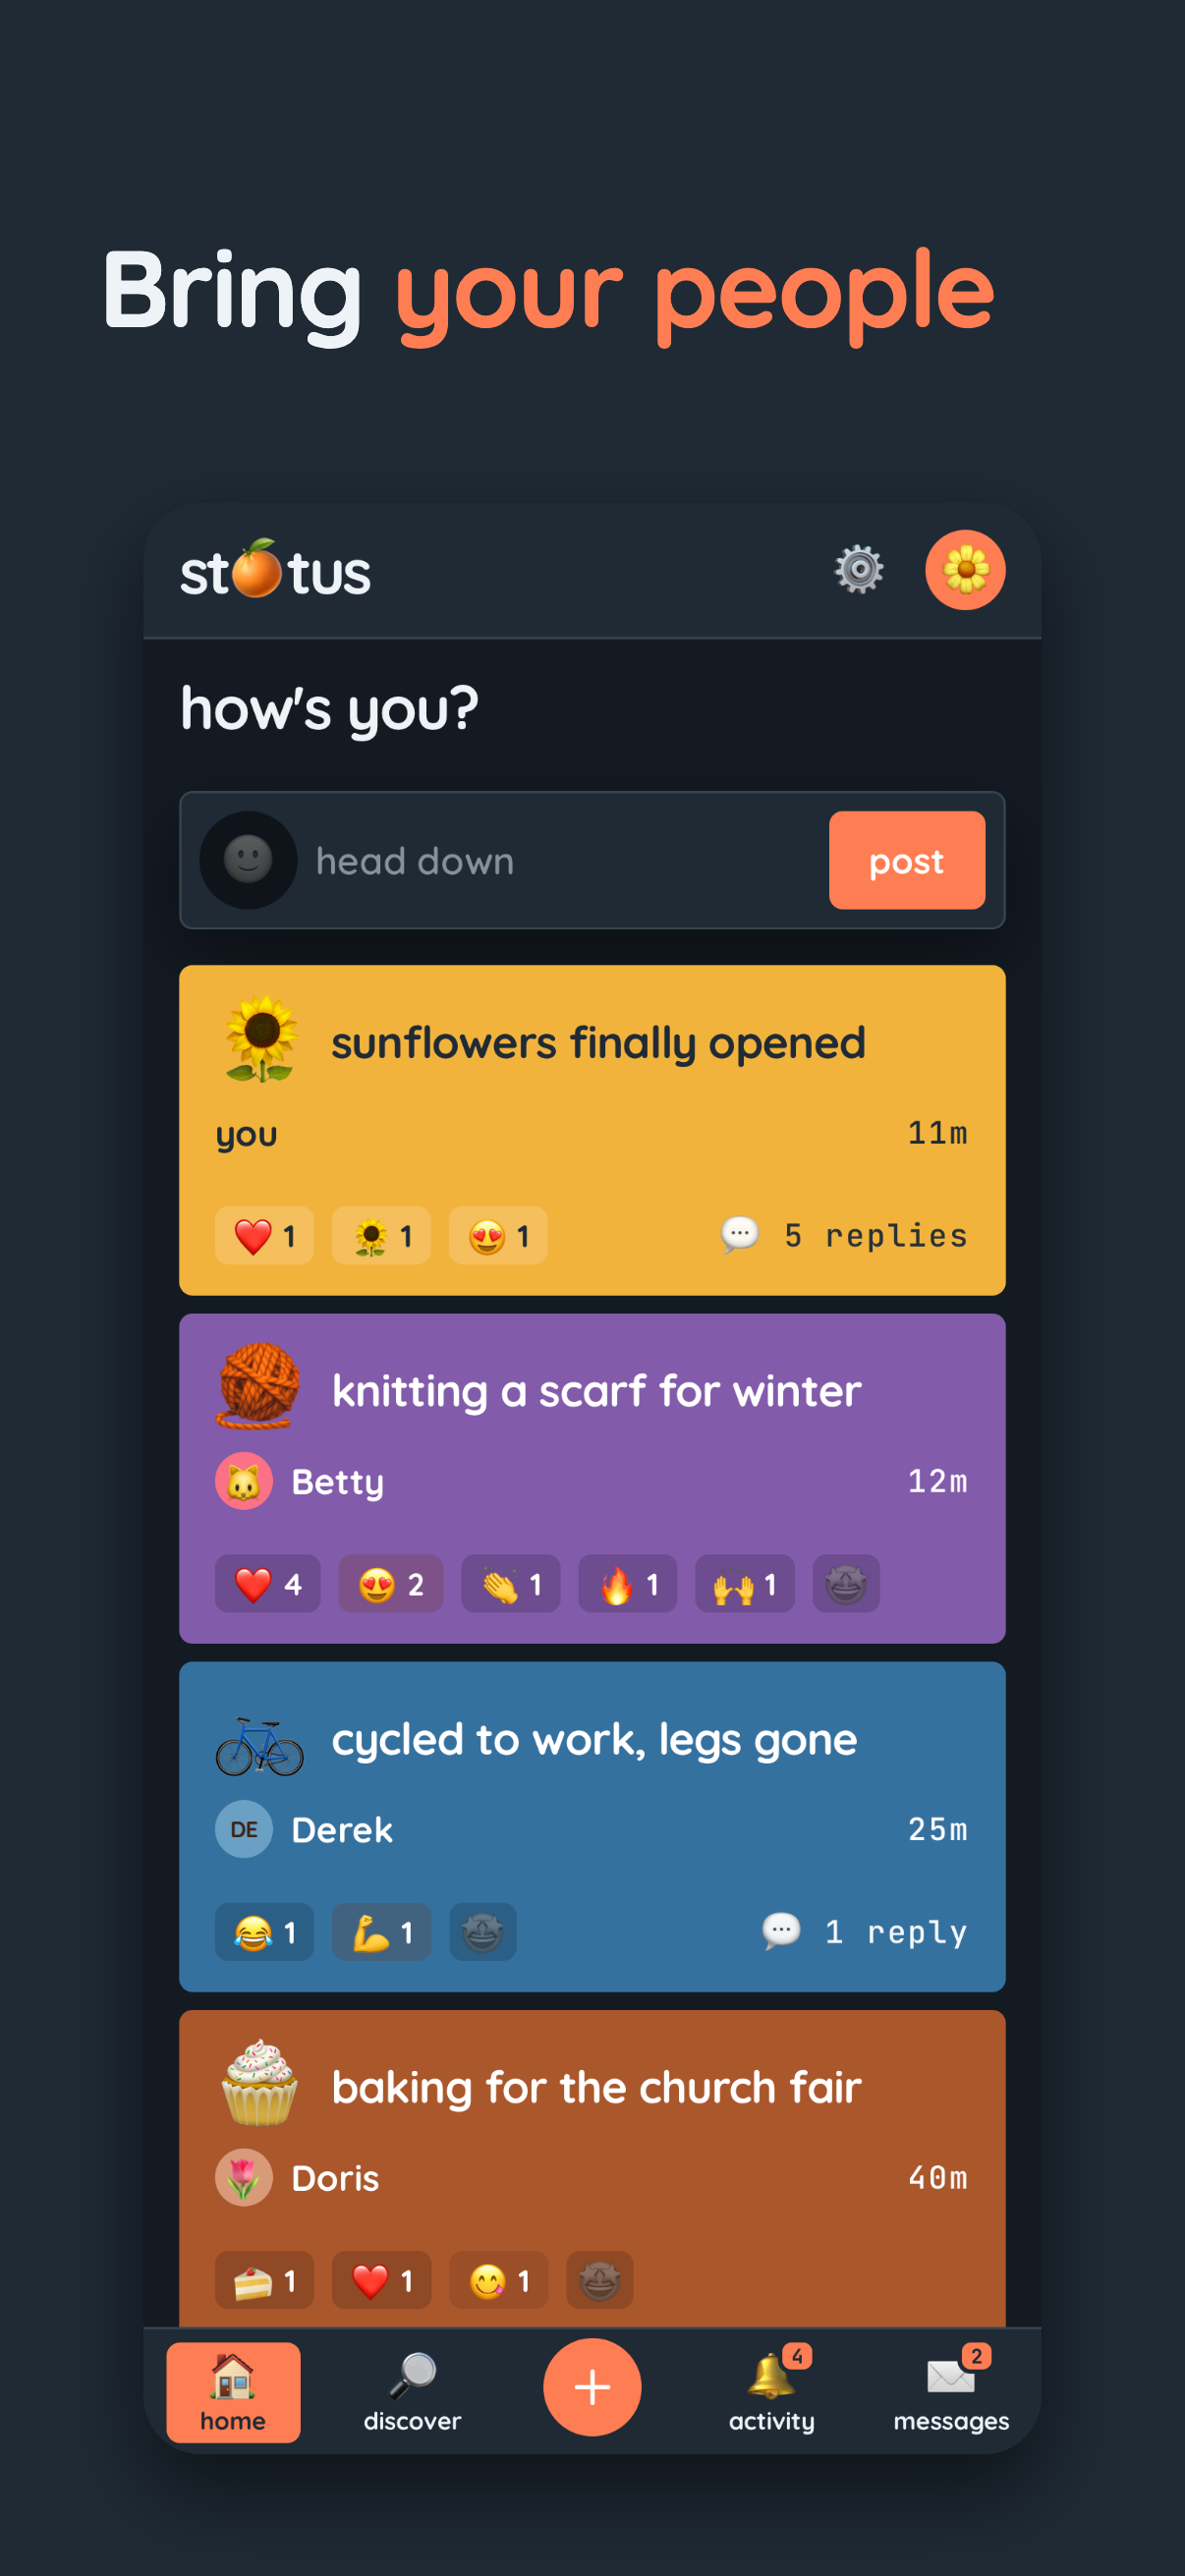 Bring your people
st🍊tus
how's you?
head down
post
sunflowers finally opened
you
11m
❤️ 1 🌻 1 😍 1
💬 5 replies
knitting a scarf for winter
Betty
12m
❤️ 4 😍 2 👏 1 🔥 1 🙌 1
cycled to work, legs gone
DE
Derek
25m
😂 1 💪 1
💬 1 reply
baking for the church fair
Doris
40m
🍰 1 ❤️ 1 😋 1
4
2
home
discover
+
activity
messages